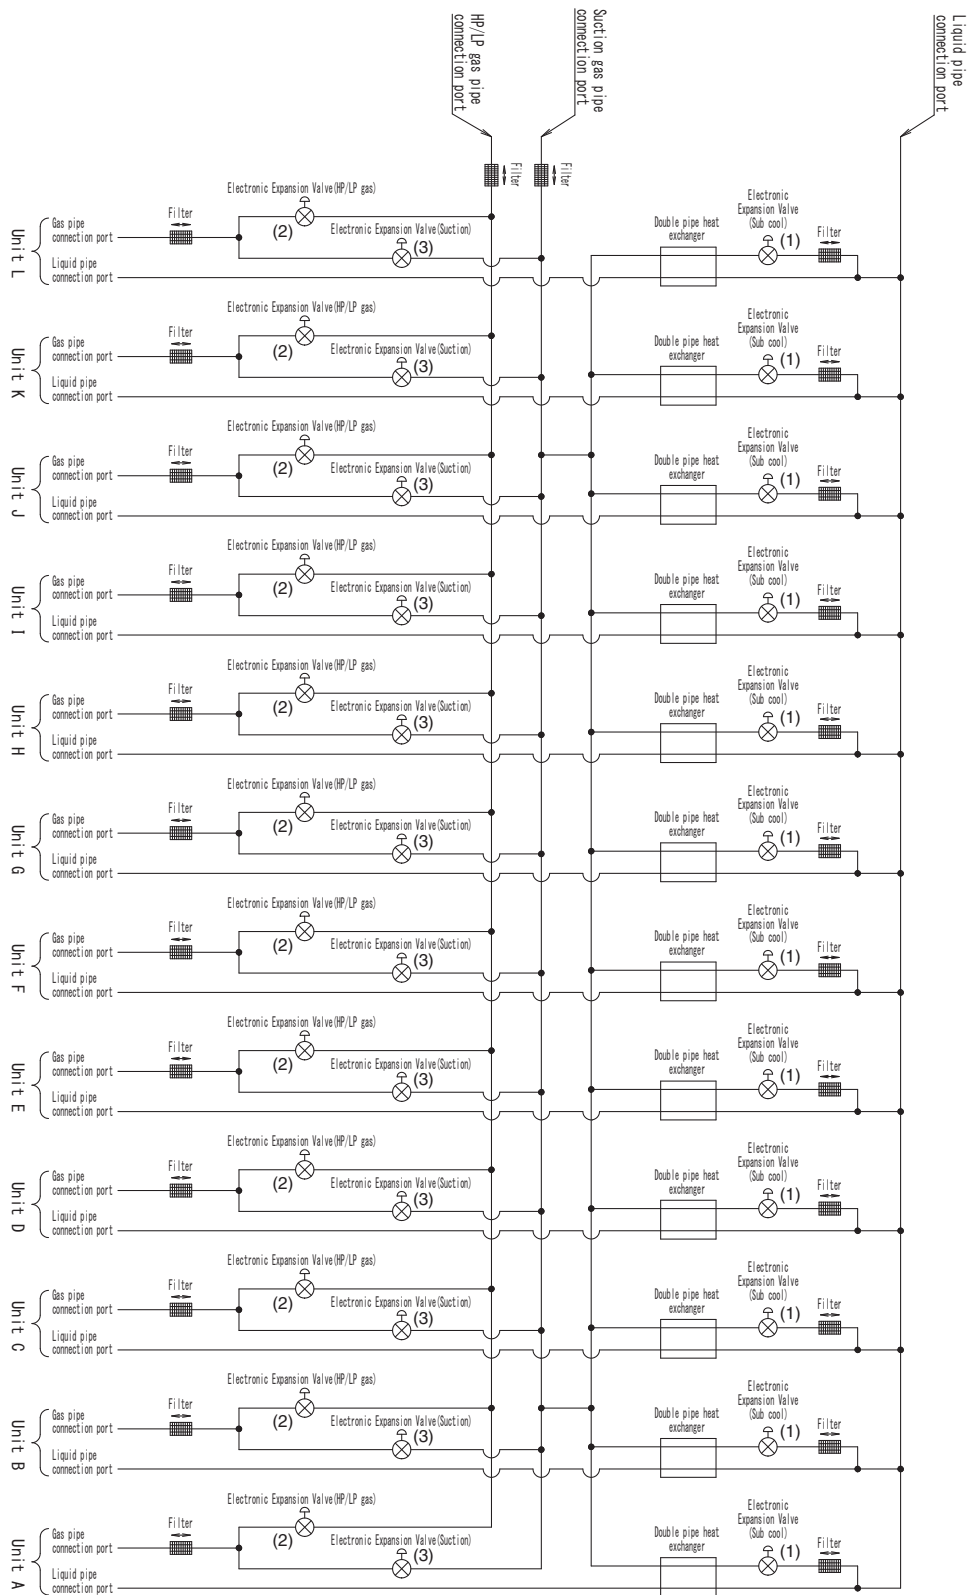 HP/LP gas pipe
connection port
Suction gas pipe
connection port
Liquid pipe
connection port
Filter
Filter
Electronic Expansion Valve(HP/LP gas)
(2)
Electronic Expansion Valve(Suction)
(3)
Filter
Gas pipe
connection port
Liquid pipe
connection port
Unit L
Double pipe heat
exchanger
Electronic
Expansion Valve
(Sub cool)
(1)
Filter
Electronic Expansion Valve(HP/LP gas)
(2)
Electronic Expansion Valve(Suction)
(3)
Filter
Gas pipe
connection port
Liquid pipe
connection port
Unit K
Double pipe heat
exchanger
Electronic
Expansion Valve
(Sub cool)
(1)
Filter
Electronic Expansion Valve(HP/LP gas)
(2)
Electronic Expansion Valve(Suction)
(3)
Filter
Gas pipe
connection port
Liquid pipe
connection port
Unit J
Double pipe heat
exchanger
Electronic
Expansion Valve
(Sub cool)
(1)
Filter
Electronic Expansion Valve(HP/LP gas)
(2)
Electronic Expansion Valve(Suction)
(3)
Filter
Gas pipe
connection port
Liquid pipe
connection port
Unit I
Double pipe heat
exchanger
Electronic
Expansion Valve
(Sub cool)
(1)
Filter
Electronic Expansion Valve(HP/LP gas)
(2)
Electronic Expansion Valve(Suction)
(3)
Filter
Gas pipe
connection port
Liquid pipe
connection port
Unit H
Double pipe heat
exchanger
Electronic
Expansion Valve
(Sub cool)
(1)
Filter
Electronic Expansion Valve(HP/LP gas)
(2)
Electronic Expansion Valve(Suction)
(3)
Filter
Gas pipe
connection port
Liquid pipe
connection port
Unit G
Double pipe heat
exchanger
Electronic
Expansion Valve
(Sub cool)
(1)
Filter
Electronic Expansion Valve(HP/LP gas)
(2)
Electronic Expansion Valve(Suction)
(3)
Filter
Gas pipe
connection port
Liquid pipe
connection port
Unit F
Double pipe heat
exchanger
Electronic
Expansion Valve
(Sub cool)
(1)
Filter
Electronic Expansion Valve(HP/LP gas)
(2)
Electronic Expansion Valve(Suction)
(3)
Filter
Gas pipe
connection port
Liquid pipe
connection port
Unit E
Double pipe heat
exchanger
Electronic
Expansion Valve
(Sub cool)
(1)
Filter
Electronic Expansion Valve(HP/LP gas)
(2)
Electronic Expansion Valve(Suction)
(3)
Filter
Gas pipe
connection port
Liquid pipe
connection port
Unit D
Double pipe heat
exchanger
Electronic
Expansion Valve
(Sub cool)
(1)
Filter
Electronic Expansion Valve(HP/LP gas)
(2)
Electronic Expansion Valve(Suction)
(3)
Filter
Gas pipe
connection port
Liquid pipe
connection port
Unit C
Double pipe heat
exchanger
Electronic
Expansion Valve
(Sub cool)
(1)
Filter
Electronic Expansion Valve(HP/LP gas)
(2)
Electronic Expansion Valve(Suction)
(3)
Filter
Gas pipe
connection port
Liquid pipe
connection port
Unit B
Double pipe heat
exchanger
Electronic
Expansion Valve
(Sub cool)
(1)
Filter
Electronic Expansion Valve(HP/LP gas)
(2)
Electronic Expansion Valve(Suction)
(3)
Filter
Gas pipe
connection port
Liquid pipe
connection port
Unit A
Double pipe heat
exchanger
Electronic
Expansion Valve
(Sub cool)
(1)
Filter